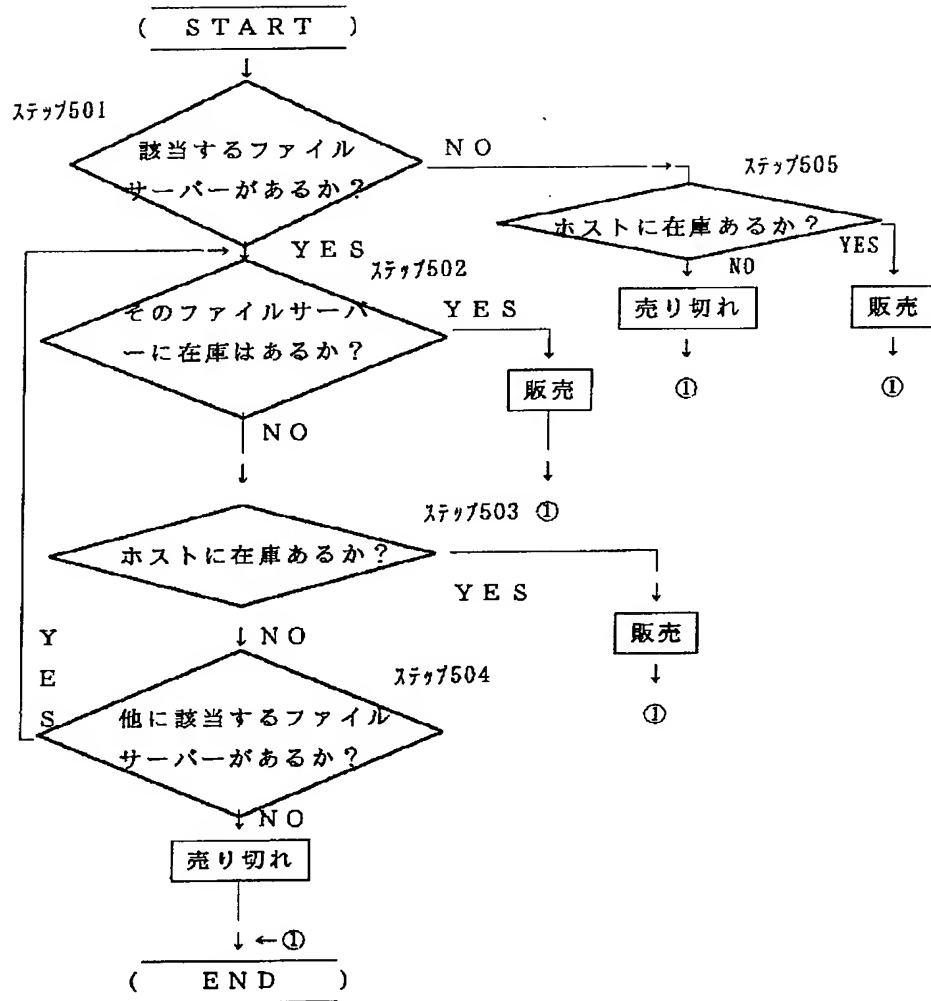 ( START )
ステップ501
該当するファイル
サーバーがあるか?
NO
ステップ505
ホストに在庫あるか?
YES
NO
売り切れ
販売
①
①
YES
ステップ502
そのファイルサーバ
ーに在庫はあるか?
YES
販売
①
NO
ステップ503
ホストに在庫あるか?
YES
販売
①
NO
ステップ504
他に該当するファイル
サーバーがあるか?
YES
NO
売り切れ
↓ ←①
( END )